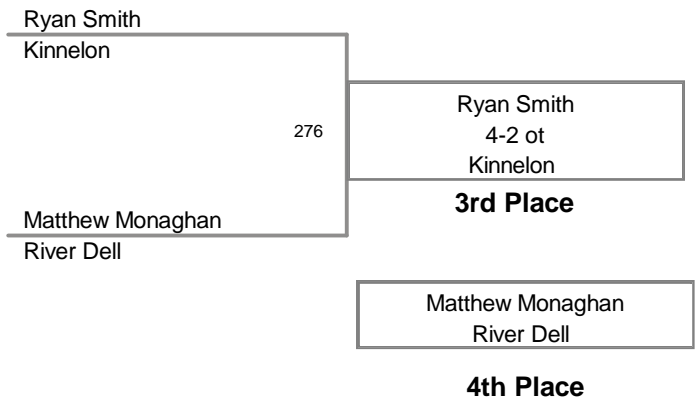 Ryan Smith
Kinnelon
276
Ryan Smith
4-2 ot
Kinnelon
3rd Place
Matthew Monaghan
River Dell
Matthew Monaghan
River Dell
4th Place